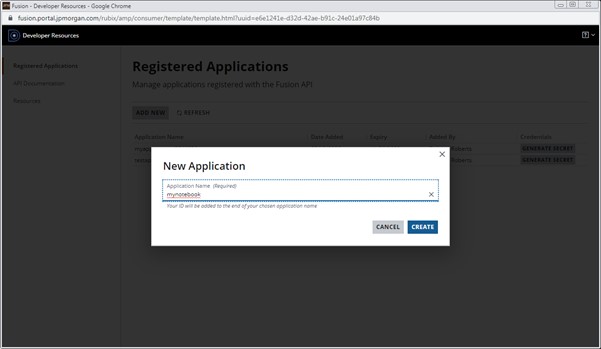 Fusion - Developer Resources - Google Chrome
fusion.portal.jpmorgan.com/rubix/amp/consumer/template/template.html?uuid=e6e1241e-d32d-42ae-b91c-24e01a97c84b
Developer Resources
Registered Applications
API Documentation
Resources
Registered Applications
Manage applications registered with the Fusion API
ADD NEW
REFRESH
Application Name Date Added Expiry Added By Credentials
Roberts GENERATE SECRET
Roberts GENERATE SECRET
New Application
Application Name (Required)
mynotebook
Your ID will be added to the end of your chosen application name
CANCEL CREATE